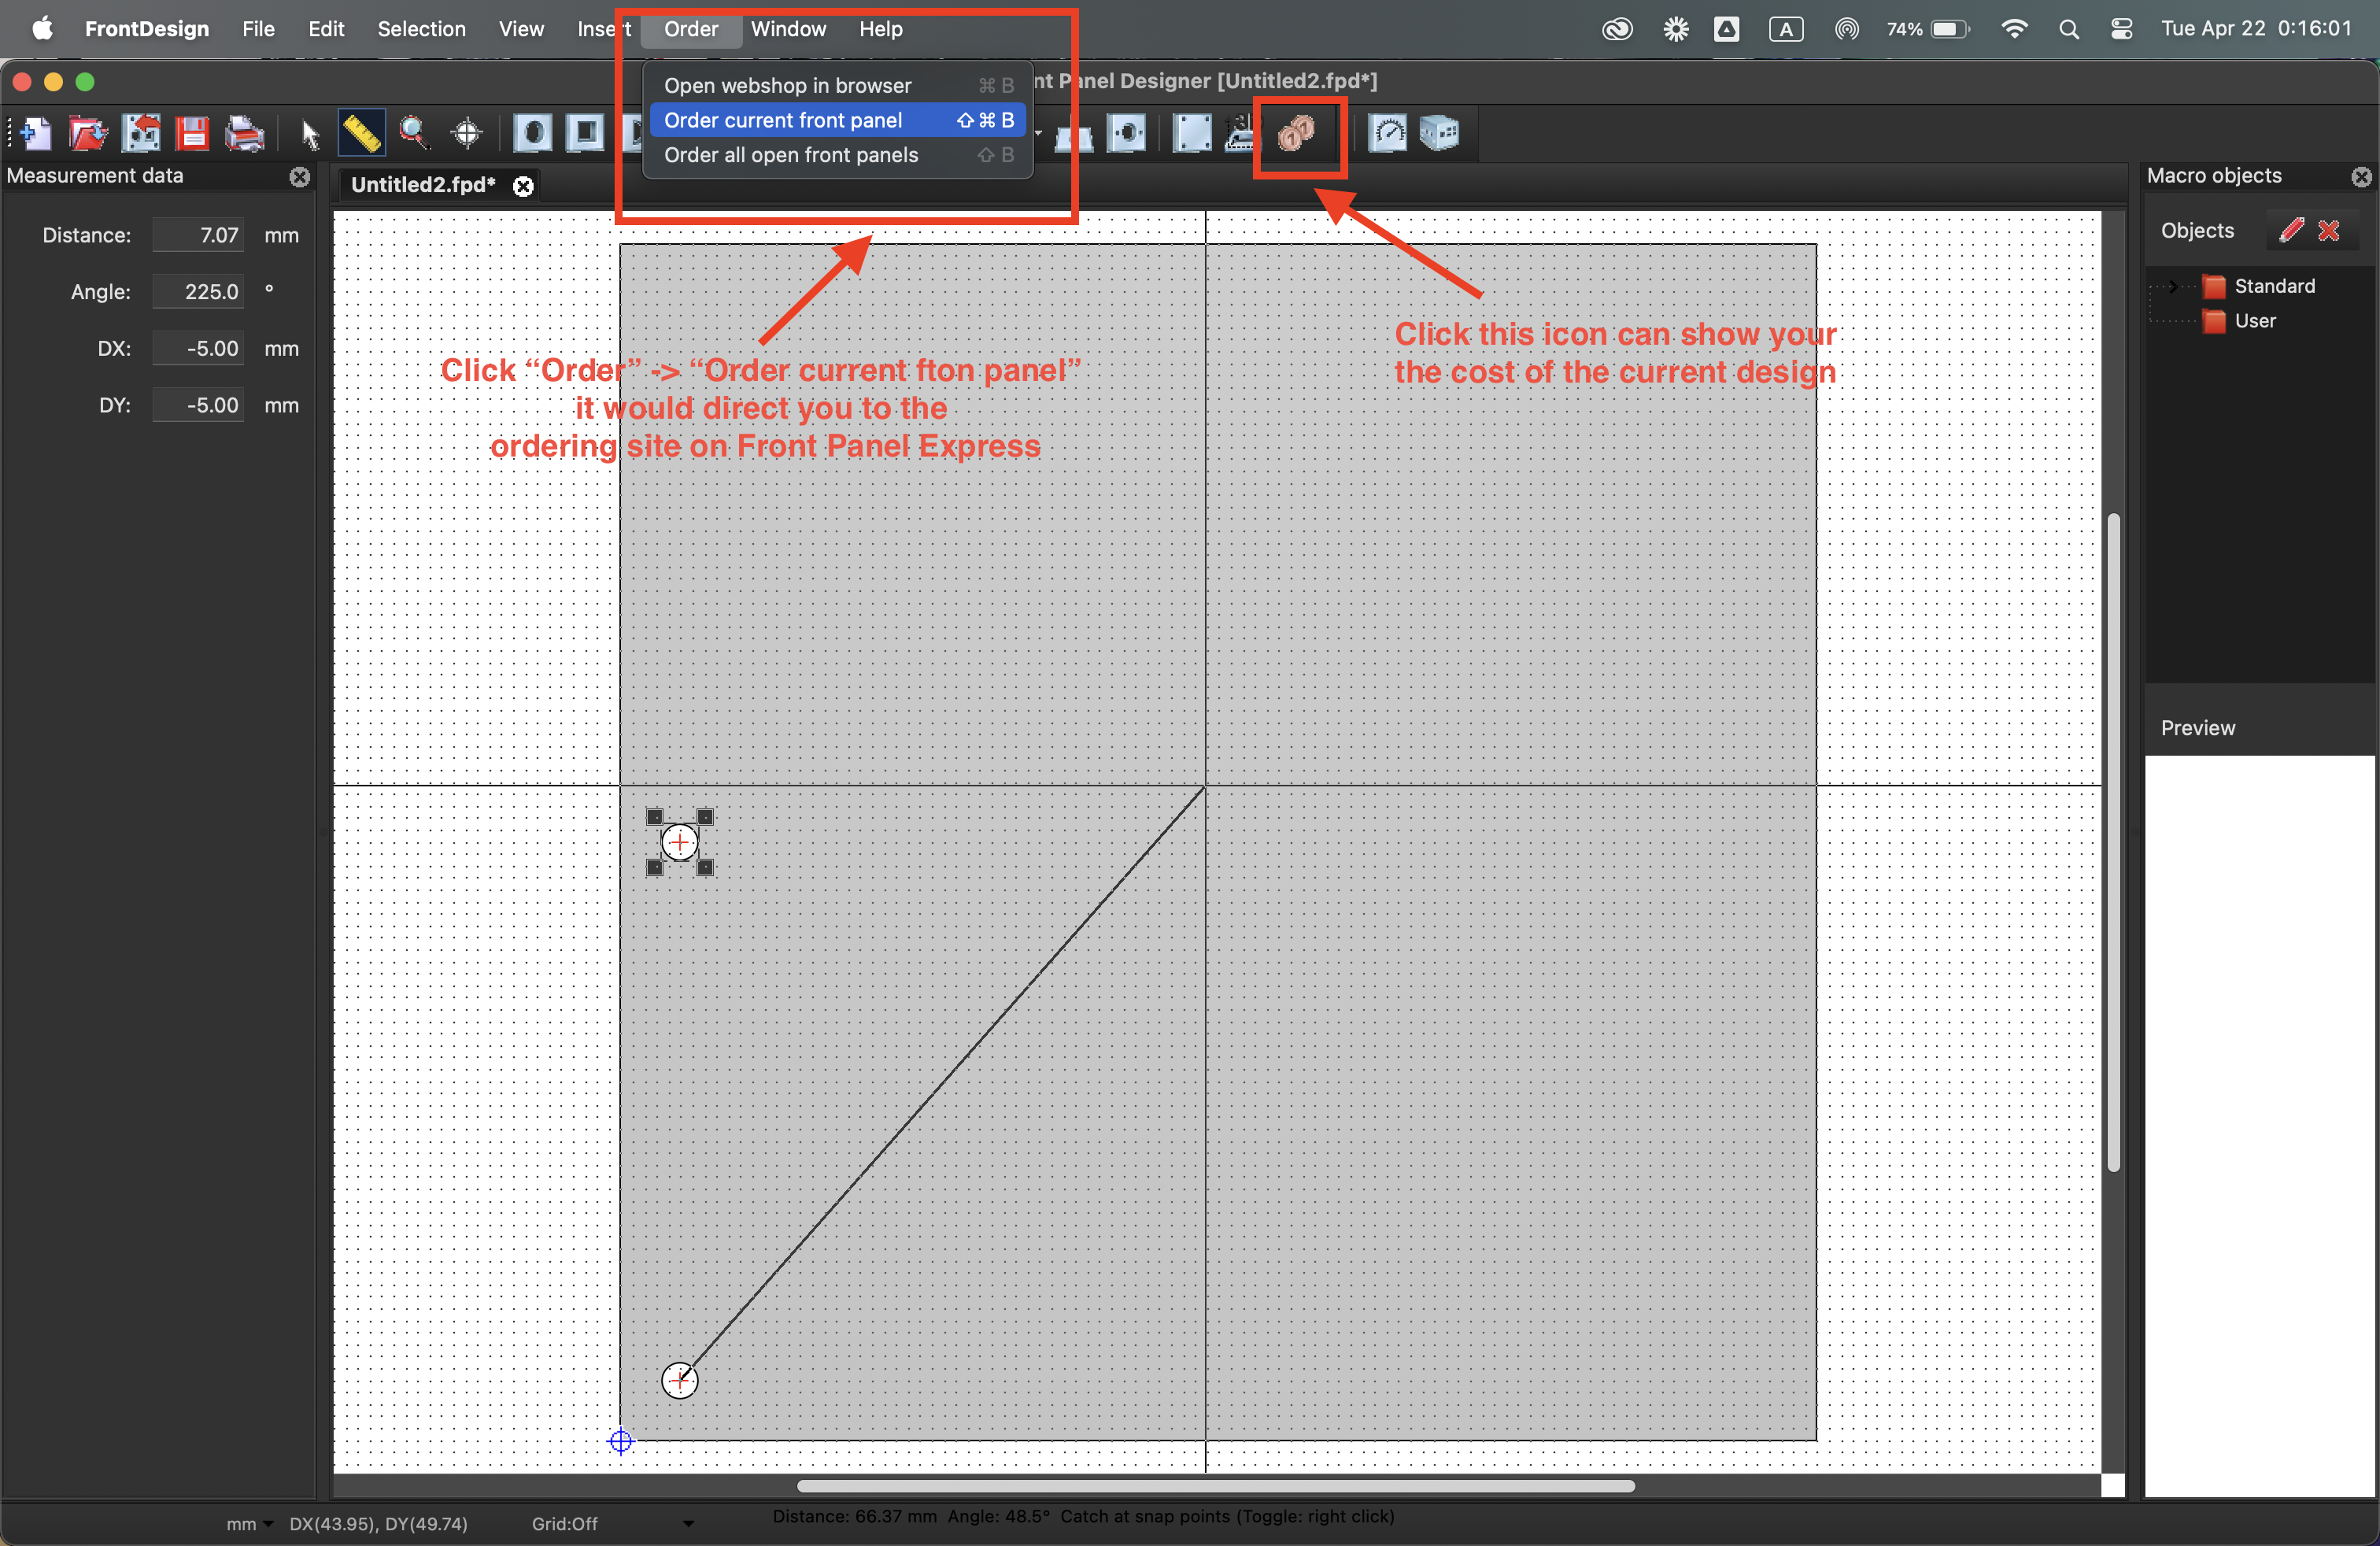 FrontDesign File Edit Selection View Insert Order Window Help 74% A Tue Apr 22 0:16:01
Open webshop in browser ⌘ B
nt Panel Designer [Untitled2.fpd*]
Order current front panel ⇧ ⌘ B
Order all open front panels ⇧ B
Measurement data
Untitled2.fpd*
Macro objects
Distance: 7.07 mm
Angle: 225.0 °
DX: -5.00 mm
DY: -5.00 mm
Objects
Standard
User
Click “Order” -> “Order current fton panel”
it would direct you to the
ordering site on Front Panel Express
Click this icon can show your
the cost of the current design
Preview
mm DX(43.95), DY(49.74) Grid:Off Distance: 66.37 mm Angle: 48.5° Catch at snap points (Toggle: right click)